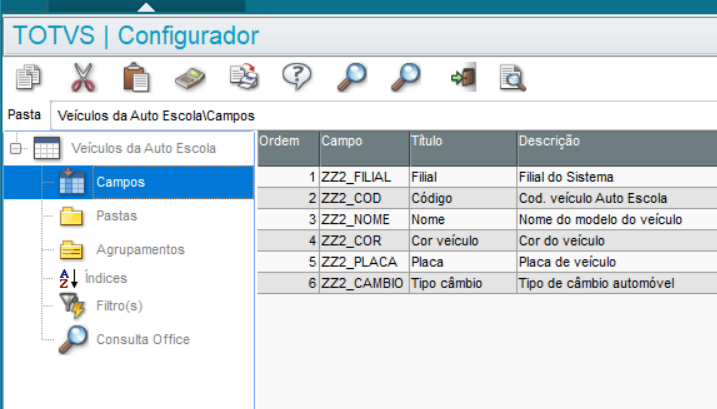 TOTVS | Configurador
Pasta Veículos da Auto Escola\Campos
Veículos da Auto Escola
Campos
Pastas
Agrupamentos
Índices
Filtro(s)
Consulta Office
Ordem Campo Título Descrição
1 ZZ2_FILIAL Filial Filial do Sistema
2 ZZ2_COD Código Cod. veículo Auto Escola
3 ZZ2_NOME Nome Nome do modelo do veículo
4 ZZ2_COR Cor veículo Cor do veículo
5 ZZ2_PLACA Placa Placa de veículo
6 ZZ2_CAMBIO Tipo câmbio Tipo de câmbio automóvel